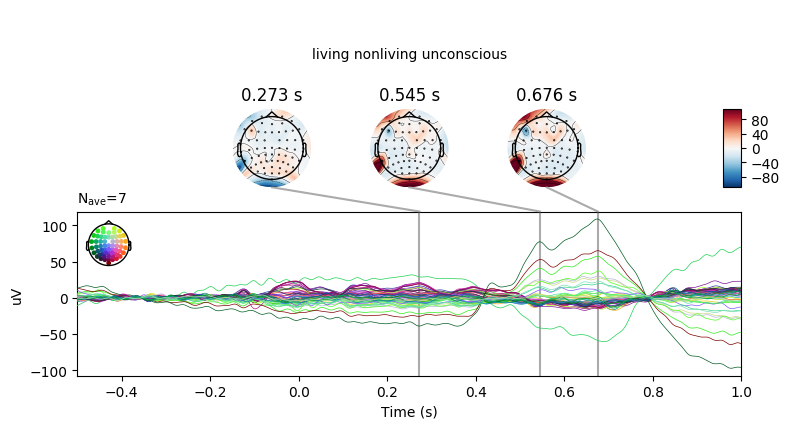 living nonliving unconscious
0.273 s 0.545 s 0.676 s
80
40
0
−40
−80
Nave=7
100
50
0
−50
−100
uV
−0.4 −0.2 0.0 0.2 0.4 0.6 0.8 1.0
Time (s)